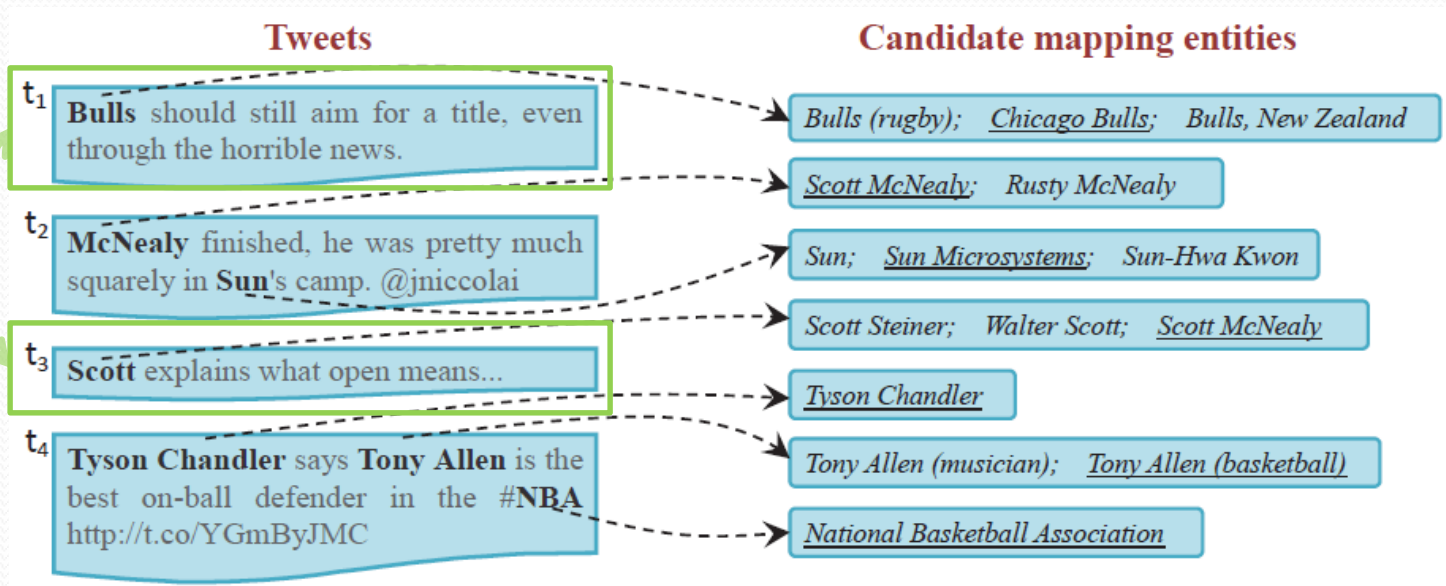 Tweets
Candidate mapping entities
t1
Bulls should still aim for a title, even
through the horrible news.
Bulls (rugby); Chicago Bulls; Bulls, New Zealand
Scott McNealy; Rusty McNealy
t2
McNealy finished, he was pretty much
squarely in Sun's camp. @jniccolai
Sun; Sun Microsystems; Sun-Hwa Kwon
Scott Steiner; Walter Scott; Scott McNealy
t3
Scott explains what open means...
Tyson Chandler
t4
Tyson Chandler says Tony Allen is the
best on-ball defender in the #NBA
http://t.co/YGmByJMC
Tony Allen (musician); Tony Allen (basketball)
National Basketball Association